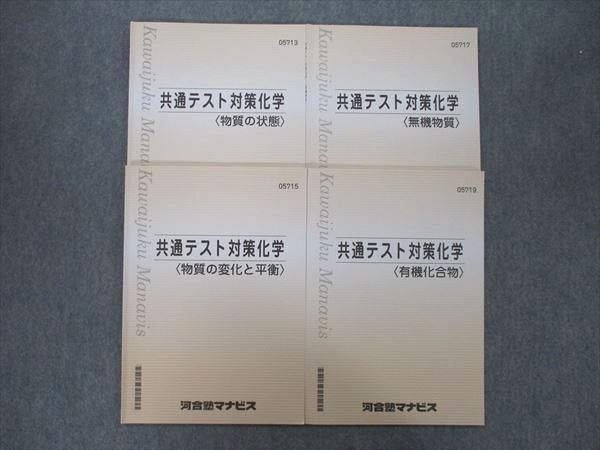 05713
共通テスト対策化学
〈物質の状態〉
Kawaijuku Mana
05717
共通テスト対策化学
〈無機物質〉
Kawaijuku Mana
05715
共通テスト対策化学
〈物質の変化と平衡〉
Kawaijuku Manavis
河合塾マナビス
05719
共通テスト対策化学
〈有機化合物〉
Kawaijuku Manavis
河合塾マナビス